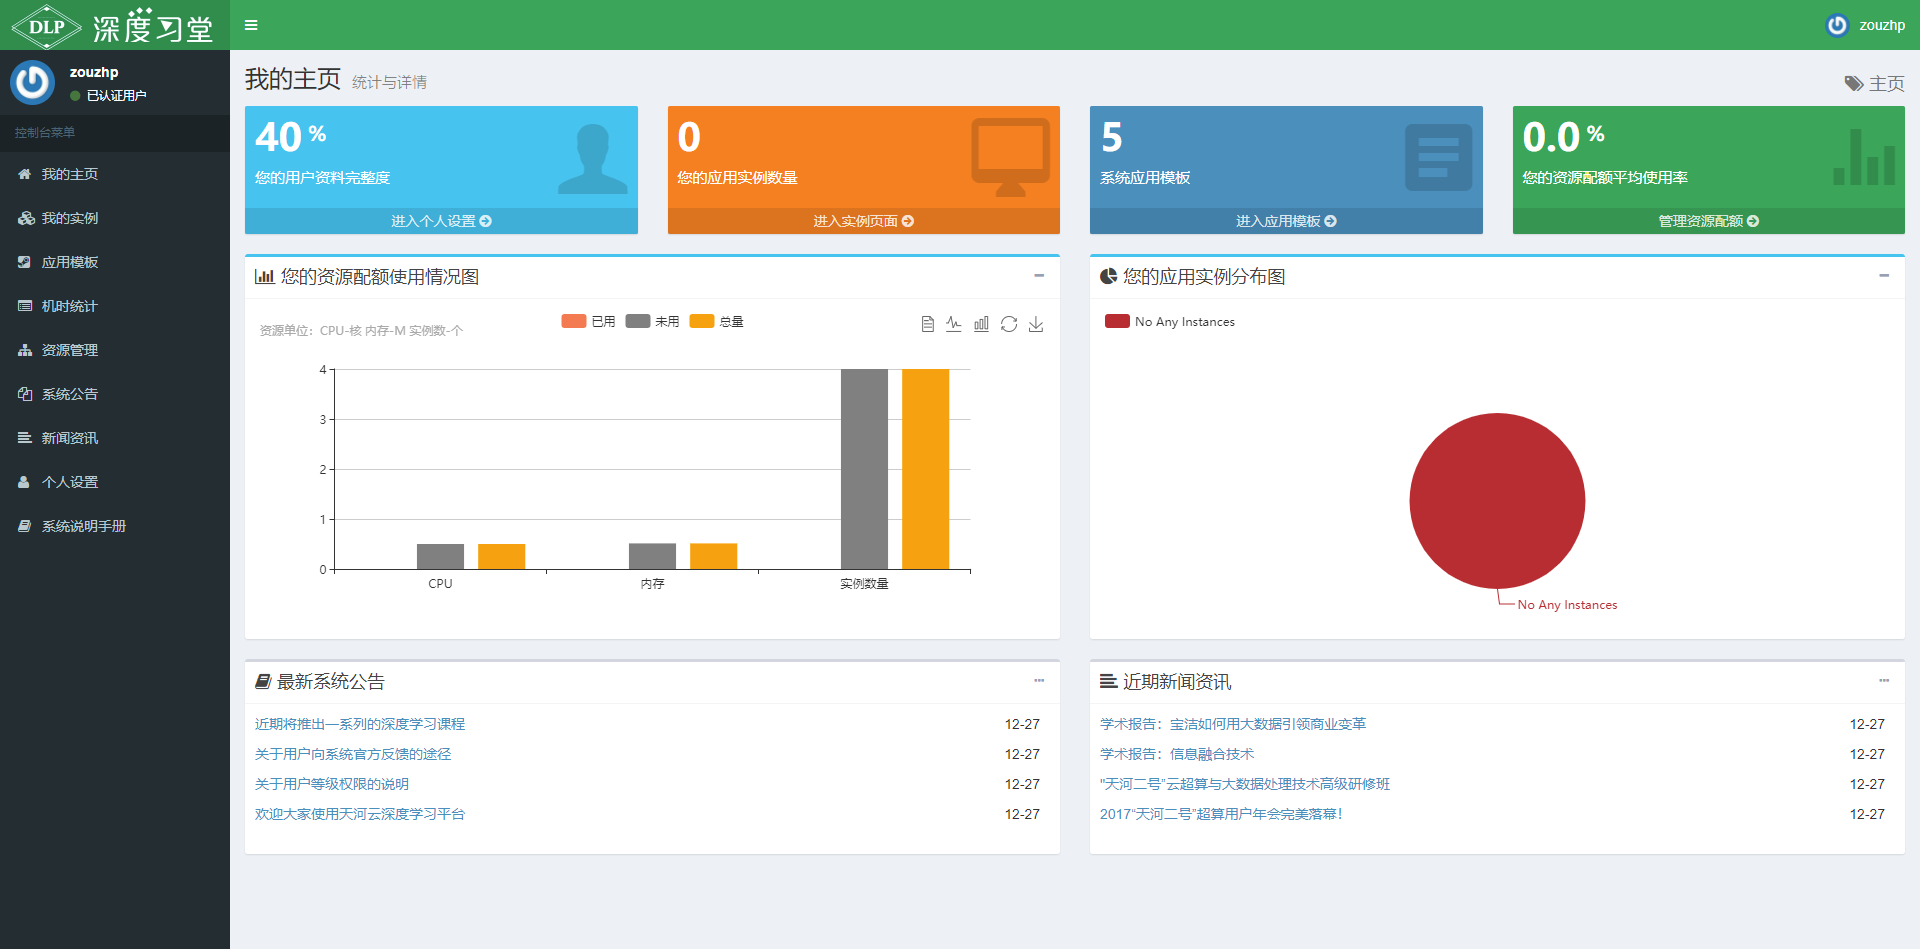 DLP 深度习堂
zouzhp
zouzhp
已认证用户
控制台菜单
我的主页
我的实例
应用模板
机时统计
资源管理
系统公告
新闻资讯
个人设置
系统说明手册
我的主页 统计与详情
主页
40 %
您的用户资料完整度
进入个人设置
0
您的应用实例数量
进入实例页面
5
系统应用模板
进入应用模板
0.0 %
您的资源配额平均使用率
管理资源配额
您的资源配额使用情况图
资源单位：CPU-核 内存-M 实例数-个
已用 未用 总量
4
3
2
1
0
CPU 内存 实例数量
您的应用实例分布图
No Any Instances
No Any Instances
最新系统公告
近期将推出一系列的深度学习课程 12-27
关于用户向系统官方反馈的途径 12-27
关于用户等级权限的说明 12-27
欢迎大家使用天河云深度学习平台 12-27
近期新闻资讯
学术报告：宝洁如何用大数据引领商业变革 12-27
学术报告：信息融合技术 12-27
"天河二号"云超算与大数据处理技术高级研修班 12-27
2017“天河二号”超算用户年会完美落幕！ 12-27